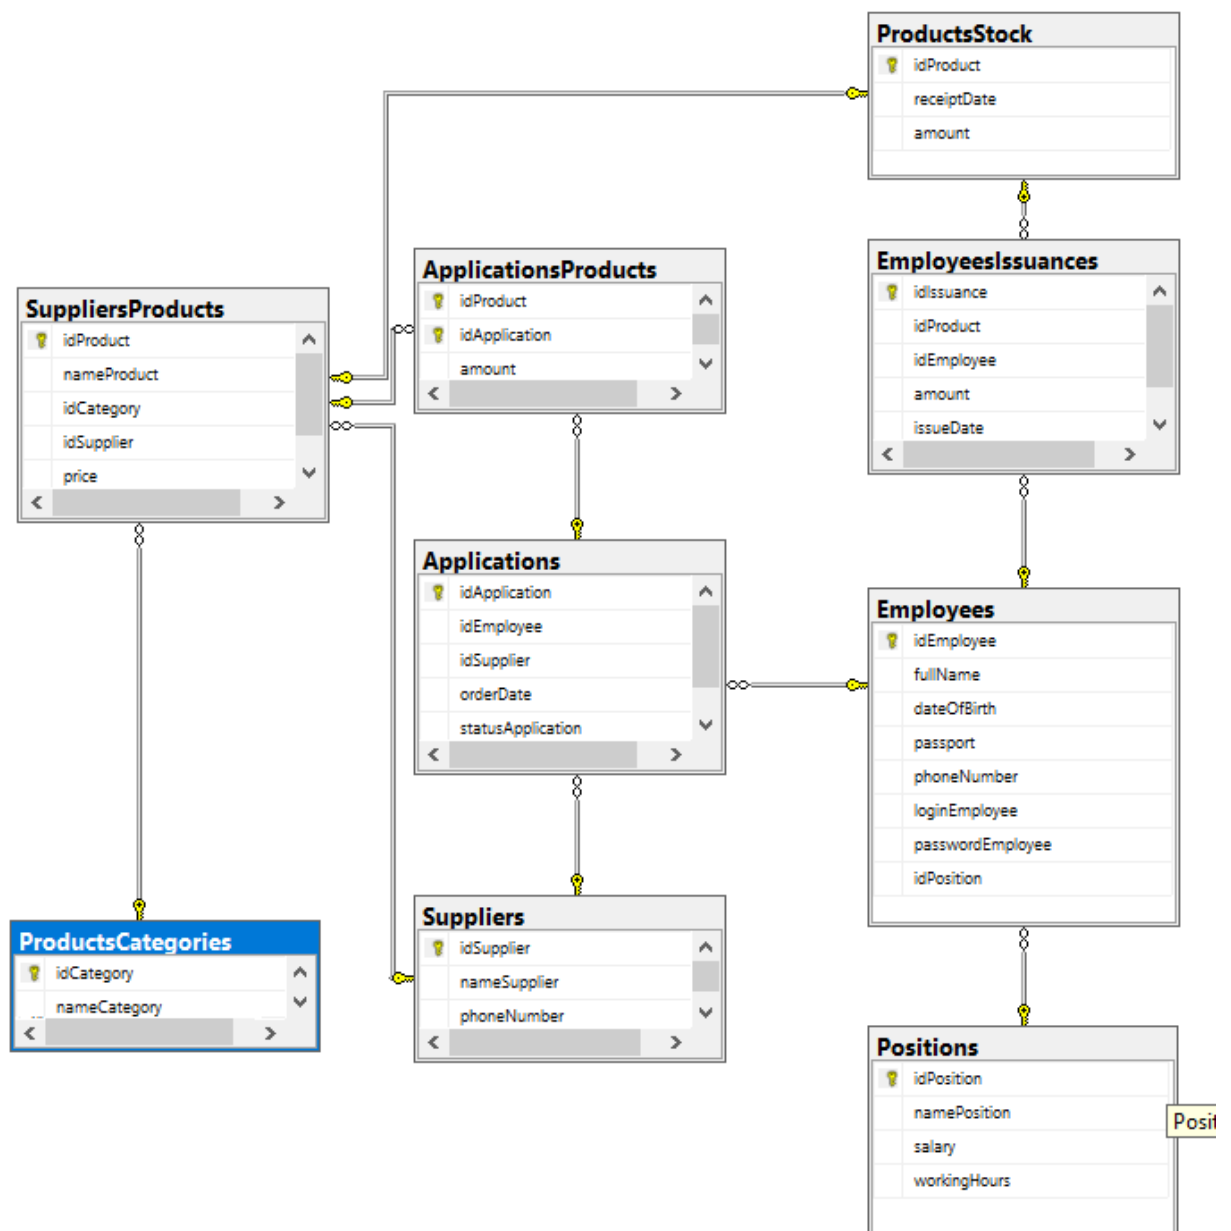 ProductsStock
idProduct
receiptDate
amount
EmployeesIssuances
idIssuance
idProduct
idEmployee
amount
issueDate
ApplicationsProducts
idProduct
idApplication
amount
SuppliersProducts
idProduct
nameProduct
idCategory
idSupplier
price
Applications
idApplication
idEmployee
idSupplier
orderDate
statusApplication
Employees
idEmployee
fullName
dateOfBirth
passport
phoneNumber
loginEmployee
passwordEmployee
idPosition
Suppliers
idSupplier
nameSupplier
phoneNumber
ProductsCategories
idCategory
nameCategory
Positions
idPosition
namePosition
salary
workingHours
Posit